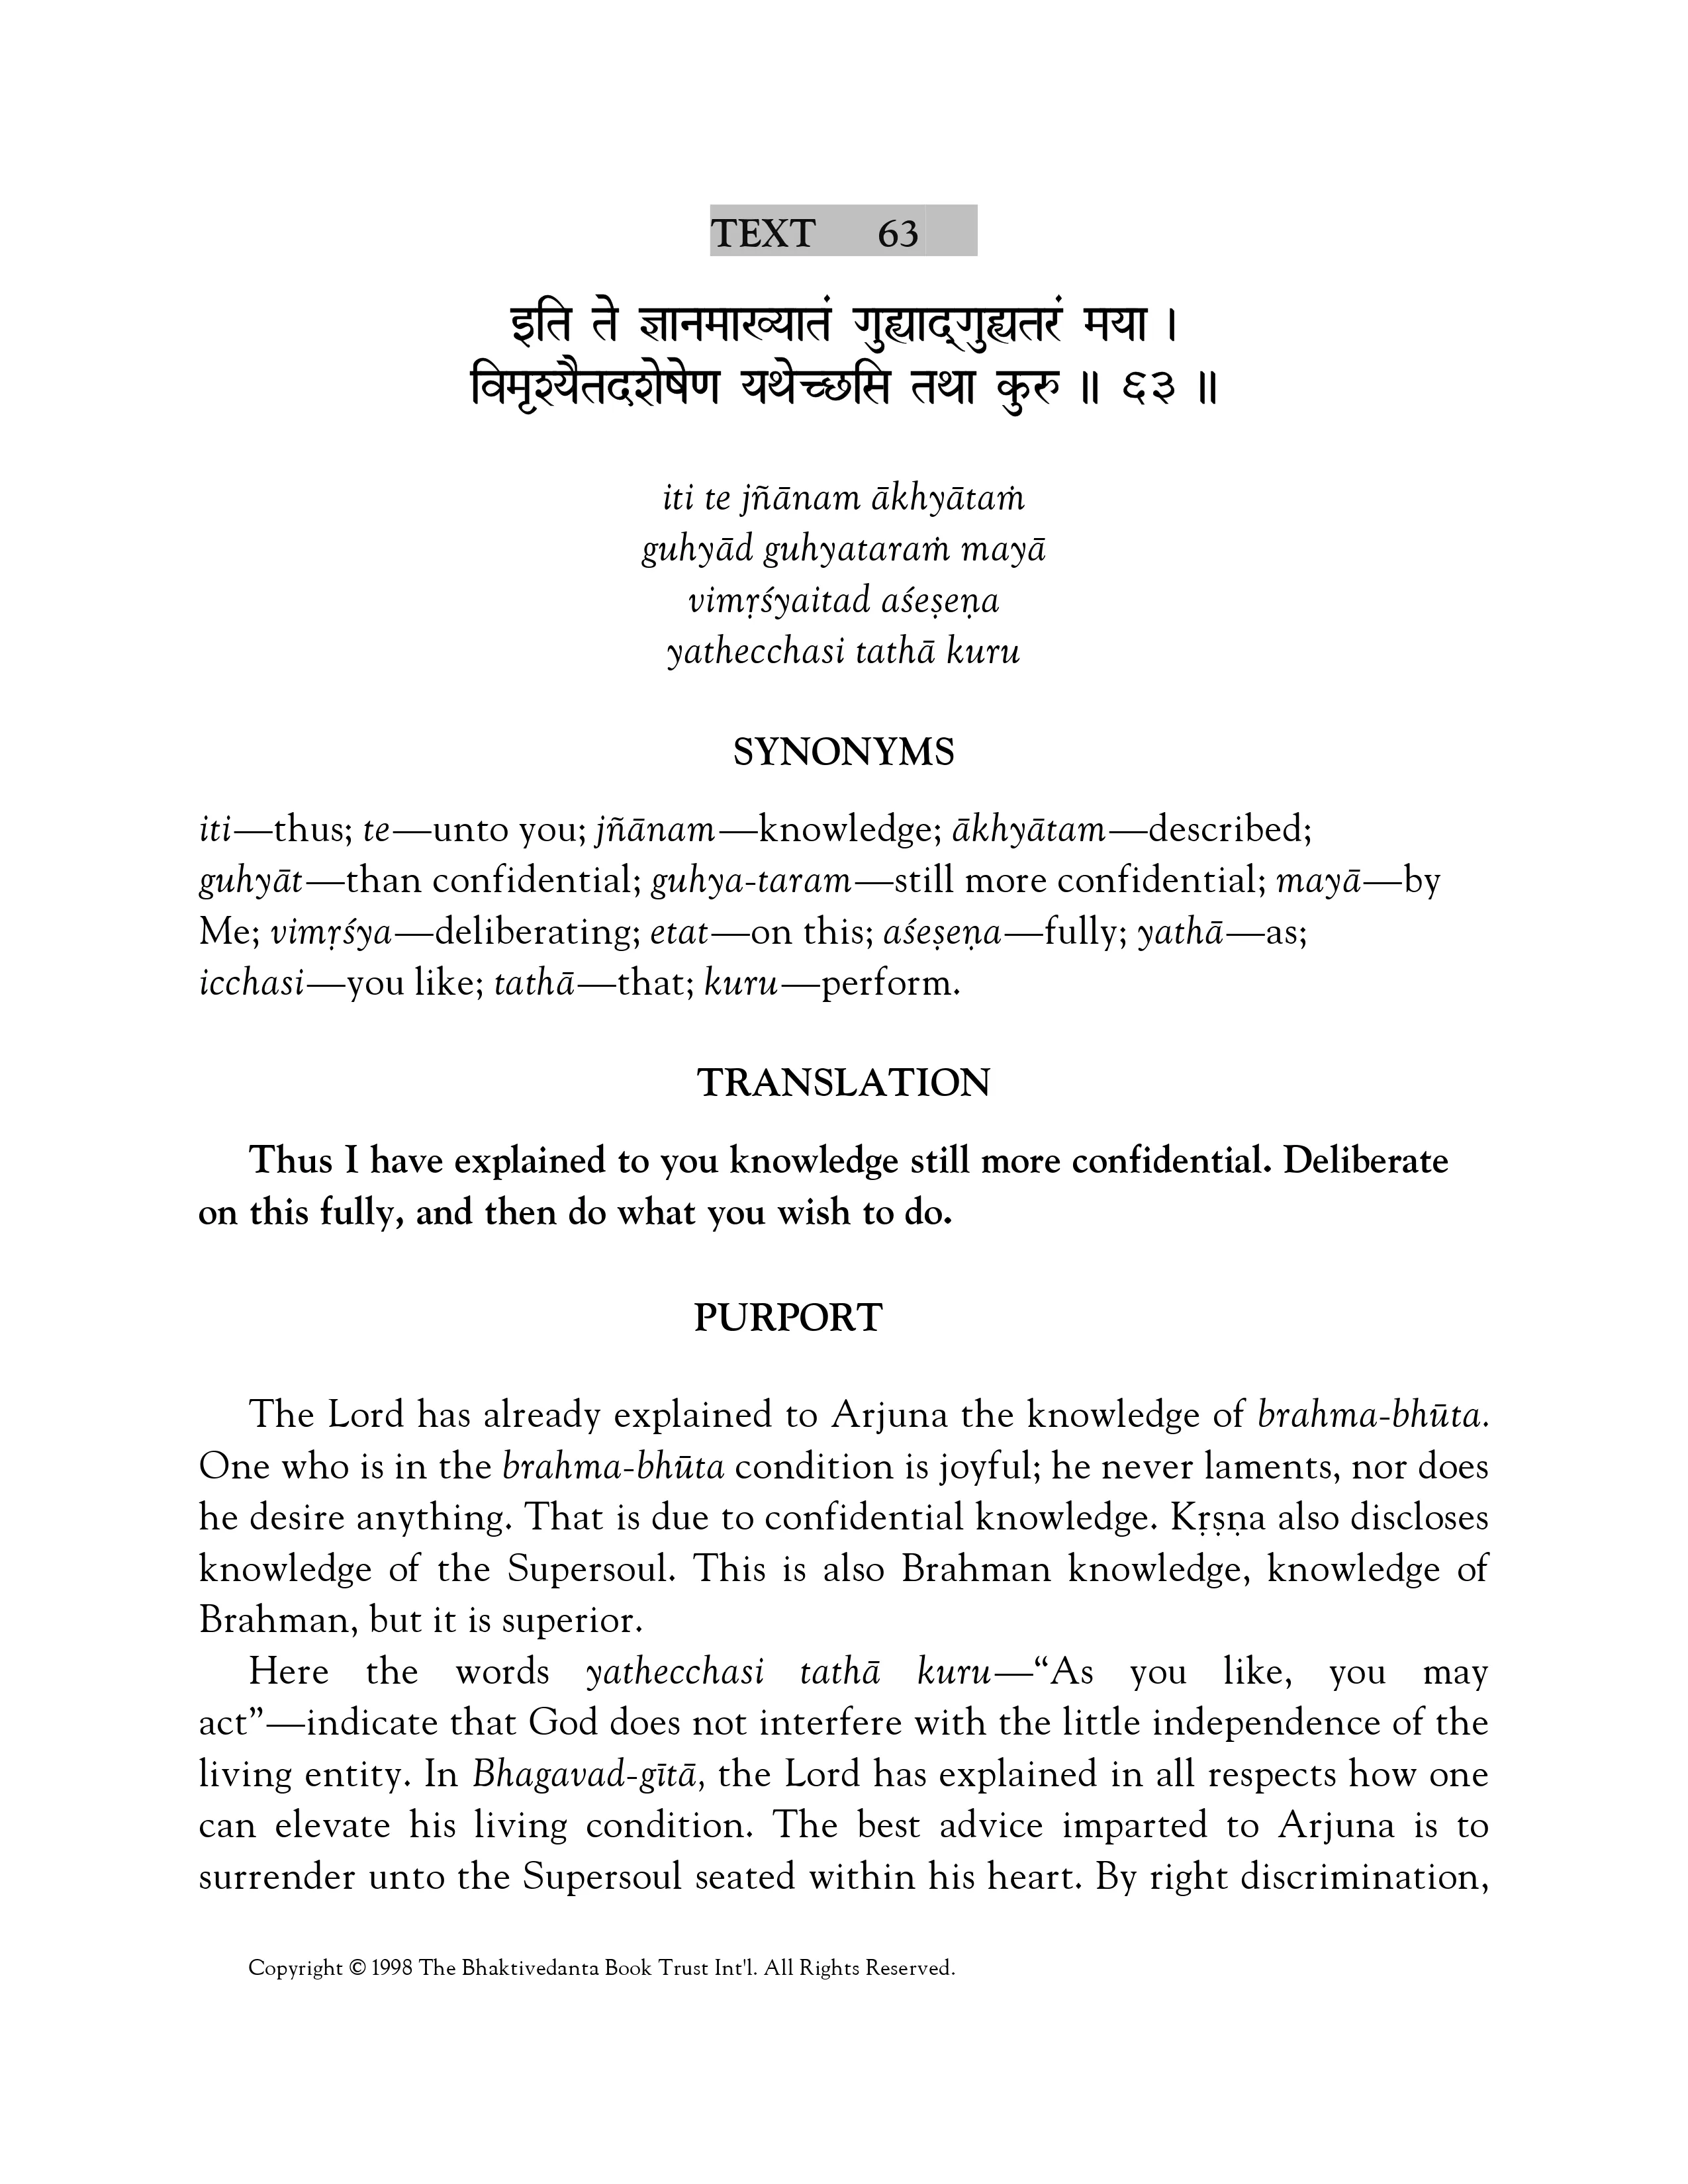 TEXT 63
इति ते ज्ञानमाख्यातं गुह्याद्‍गुह्यतरं मया ।
विमृश्यैतदशेषेण यथेच्छसि तथा कुरु ॥ ६३ ॥
iti te jñānam ākhyātaṁ
guhyād guhyataraṁ mayā
vimṛśyaitad aśeṣeṇa
yathecchasi tathā kuru
SYNONYMS
iti—thus; te—unto you; jñānam—knowledge; ākhyātam—described;
guhyāt—than confidential; guhya-taram—still more confidential; mayā—by
Me; vimṛśya—deliberating; etat—on this; aśeṣeṇa—fully; yathā—as;
icchasi—you like; tathā—that; kuru—perform.
TRANSLATION
Thus I have explained to you knowledge still more confidential. Deliberate
on this fully, and then do what you wish to do.
PURPORT
The Lord has already explained to Arjuna the knowledge of brahma-bhūta.
One who is in the brahma-bhūta condition is joyful; he never laments, nor does
he desire anything. That is due to confidential knowledge. Kṛṣṇa also discloses
knowledge of the Supersoul. This is also Brahman knowledge, knowledge of
Brahman, but it is superior.
Here the words yathecchasi tathā kuru—“As you like, you may
act”—indicate that God does not interfere with the little independence of the
living entity. In Bhagavad-gītā, the Lord has explained in all respects how one
can elevate his living condition. The best advice imparted to Arjuna is to
surrender unto the Supersoul seated within his heart. By right discrimination,
Copyright © 1998 The Bhaktivedanta Book Trust Int'l. All Rights Reserved.